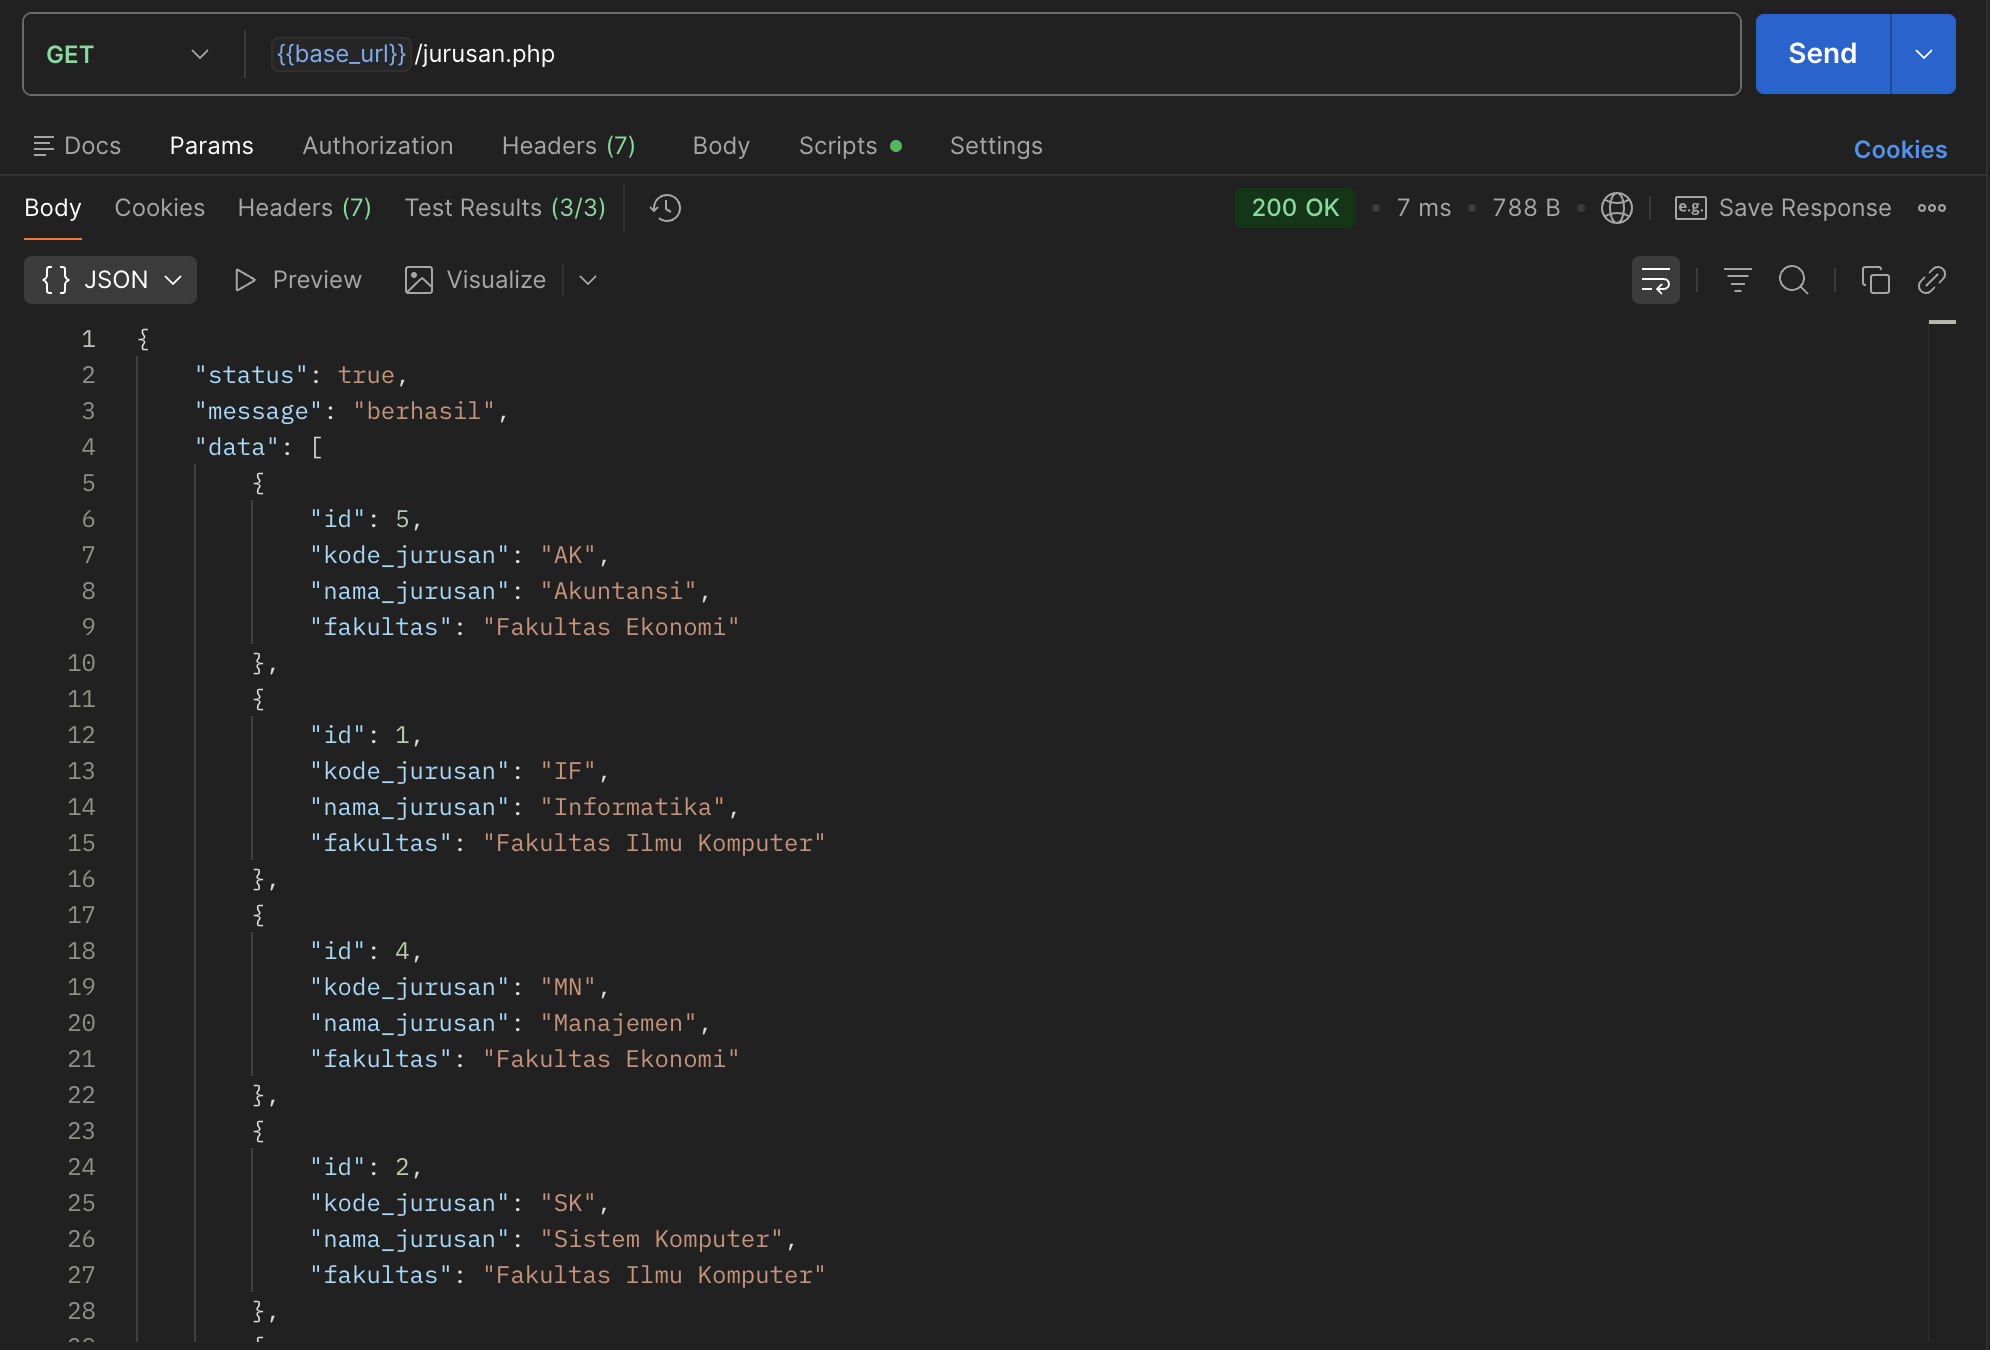 GET {{base_url}}/jurusan.php Send
Docs Params Authorization Headers (7) Body Scripts Settings Cookies
Body Cookies Headers (7) Test Results (3/3) 200 OK • 7 ms • 788 B • e.g. Save Response
{} JSON Preview Visualize
1 {
2 "status": true,
3 "message": "berhasil",
4 "data": [
5 {
6 "id": 5,
7 "kode_jurusan": "AK",
8 "nama_jurusan": "Akuntansi",
9 "fakultas": "Fakultas Ekonomi"
10 },
11 {
12 "id": 1,
13 "kode_jurusan": "IF",
14 "nama_jurusan": "Informatika",
15 "fakultas": "Fakultas Ilmu Komputer"
16 },
17 {
18 "id": 4,
19 "kode_jurusan": "MN",
20 "nama_jurusan": "Manajemen",
21 "fakultas": "Fakultas Ekonomi"
22 },
23 {
24 "id": 2,
25 "kode_jurusan": "SK",
26 "nama_jurusan": "Sistem Komputer",
27 "fakultas": "Fakultas Ilmu Komputer"
28 },